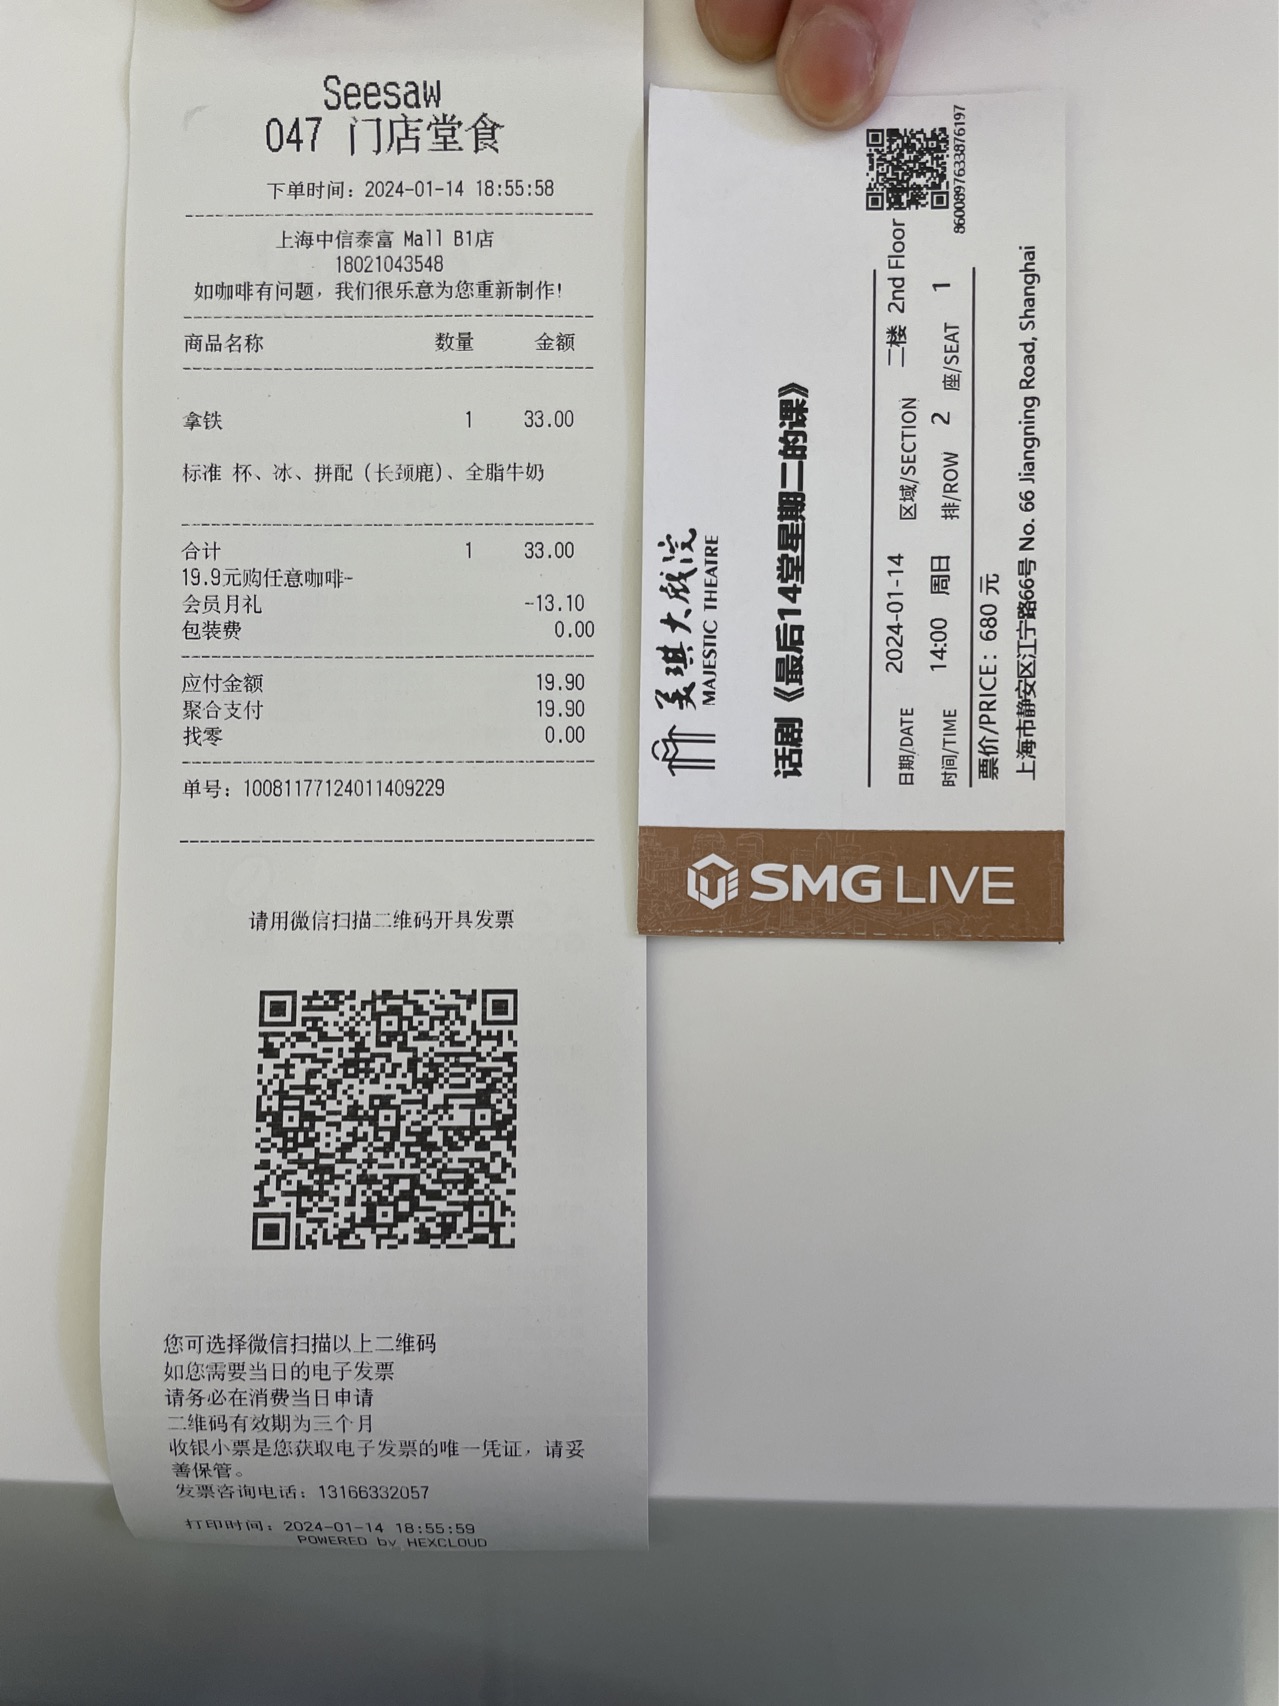 Seesaw
047 门店堂食
下单时间：2024-01-14 18:55:58
上海中信泰富 Mall B1店
18021043548
如咖啡有问题，我们很乐意为您重新制作!
商品名称 数量 金额
拿铁 1 33.00
标准 杯、冰、拼配（长颈鹿）、全脂牛奶
合计 1 33.00
19.9元购任意咖啡-
会员月礼 -13.10
包装费 0.00
应付金额 19.90
聚合支付 19.90
找零 0.00
单号：10081177124011409229
请用微信扫描二维码开具发票
您可选择微信扫描以上二维码
如您需要当日的电子发票
请务必在消费当日申请
二维码有效期为三个月
收银小票是您获取电子发票的唯一凭证，请妥
善保管。
发票咨询电话：13166332057
打印时间：2024-01-14 18:55:59
POWERED by HEXCLOUD
美琪大戏院
MAJESTIC THEATRE
话剧《最后14堂星期二的课》
日期/DATE 2024-01-14 区域/SECTION 二楼 2nd Floor
时间/TIME 14:00 周日 排/ROW 2 座/SEAT 1
860089763387619​7
票价/PRICE：680 元
上海市静安区江宁路66号 No. 66 Jiangning Road, Shanghai
SMG LIVE